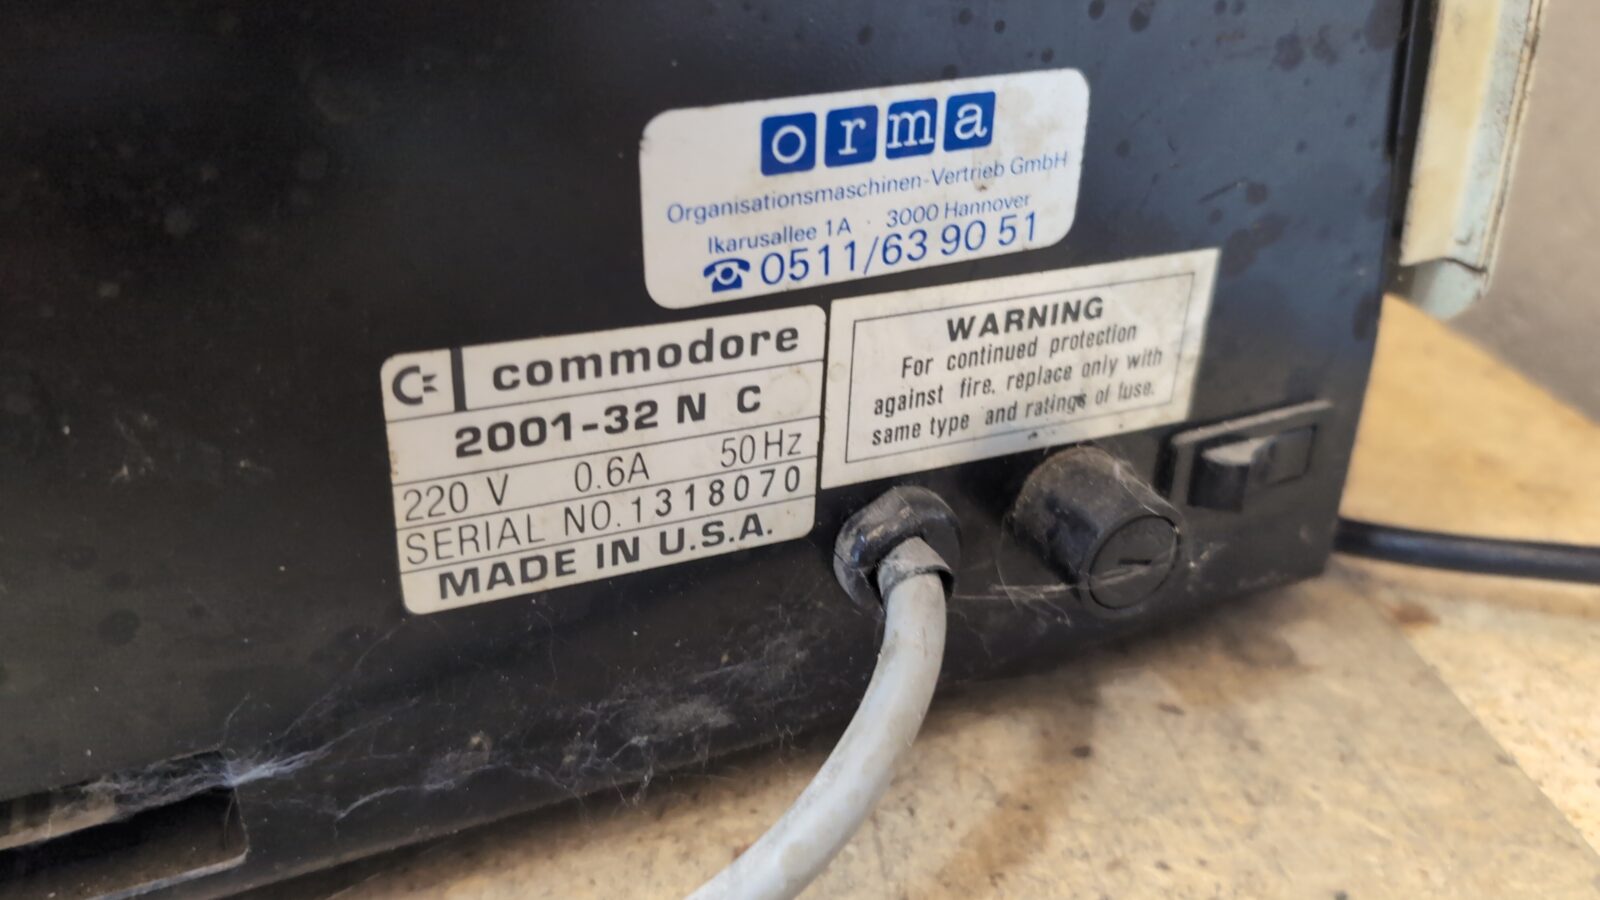 orma
Organisationsmaschinen-Vertrieb GmbH
Ikarusallee 1A · 3000 Hannover
☎ 0511/63 90 51
commodore
2001-32 N C
220 V 0.6A 50Hz
SERIAL NO. 1318070
MADE IN U.S.A.
WARNING
For continued protection
against fire, replace only with
same type and ratings of fuse.